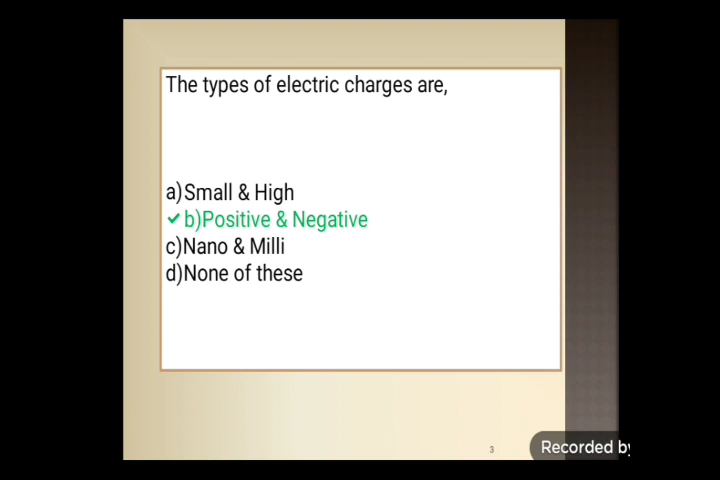 The types of electric charges are,
a)Small & High
✔ b)Positive & Negative
c)Nano & Milli
d)None of these
3
Recorded by